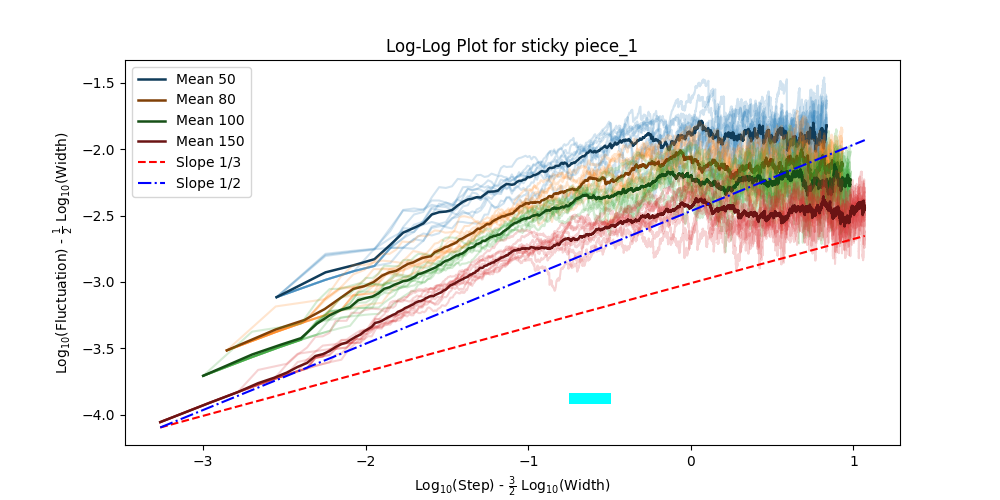 Log-Log Plot for sticky piece_1
Mean 50
Mean 80
Mean 100
Mean 150
Slope 1/3
Slope 1/2
Log₁₀(Fluctuation) - 1/2 Log₁₀(Width)
−1.5
−2.0
−2.5
−3.0
−3.5
−4.0
−3
−2
−1
0
1
Log₁₀(Step) - 3/2 Log₁₀(Width)